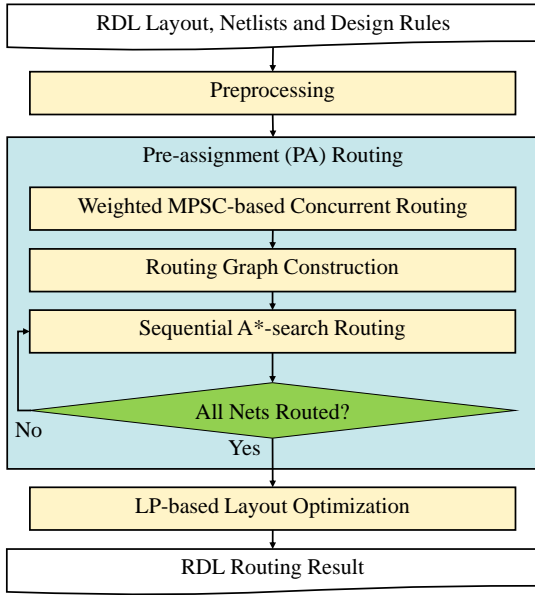 RDL Layout, Netlists and Design Rules
Preprocessing
Pre-assignment (PA) Routing
Weighted MPSC-based Concurrent Routing
Routing Graph Construction
Sequential A*-search Routing
All Nets Routed?
No
Yes
LP-based Layout Optimization
RDL Routing Result